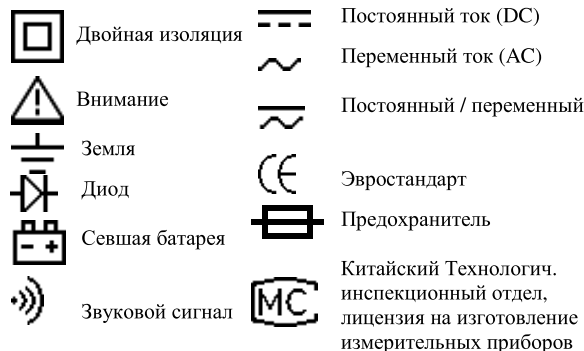 Двойная изоляция
Внимание
Земля
Диод
Севшая батарея
Звуковой сигнал
Постоянный ток (DC)
Переменный ток (AC)
Постоянный / переменный
CE
Эвростандарт
Предохранитель
MC
Китайский Технологич.
инспекционный отдел,
лицензия на изготовление
измерительных приборов